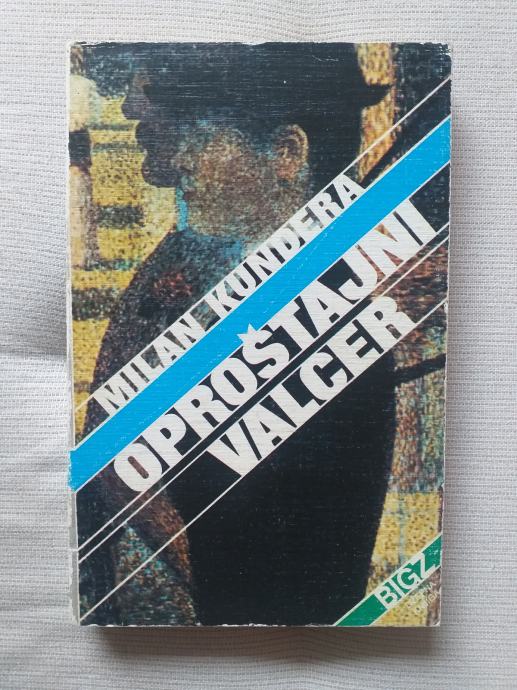 MILAN KUNDERA
OPROŠTAJNI
VALCER
BIGZ